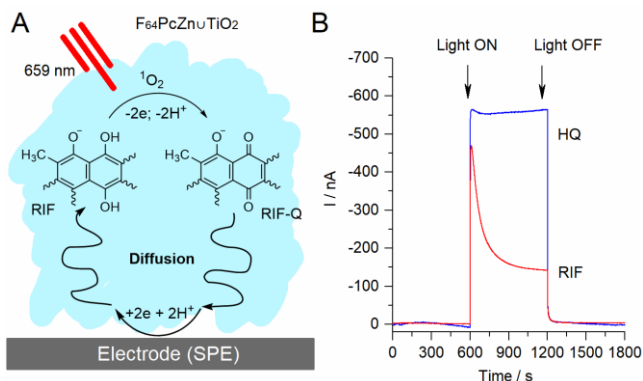 A
F₆₄PcZn∪TiO₂
659 nm
¹O₂
-2e; -2H⁺
O⁻
OH
H₃C
OH
RIF
O⁻
O
H₃C
O
RIF-Q
Diffusion
+2e + 2H⁺
Electrode (SPE)
B
Light ON
Light OFF
HQ
RIF
I / nA
-700
-600
-500
-400
-300
-200
-100
0
0
300
600
900
1200
1500
1800
Time / s